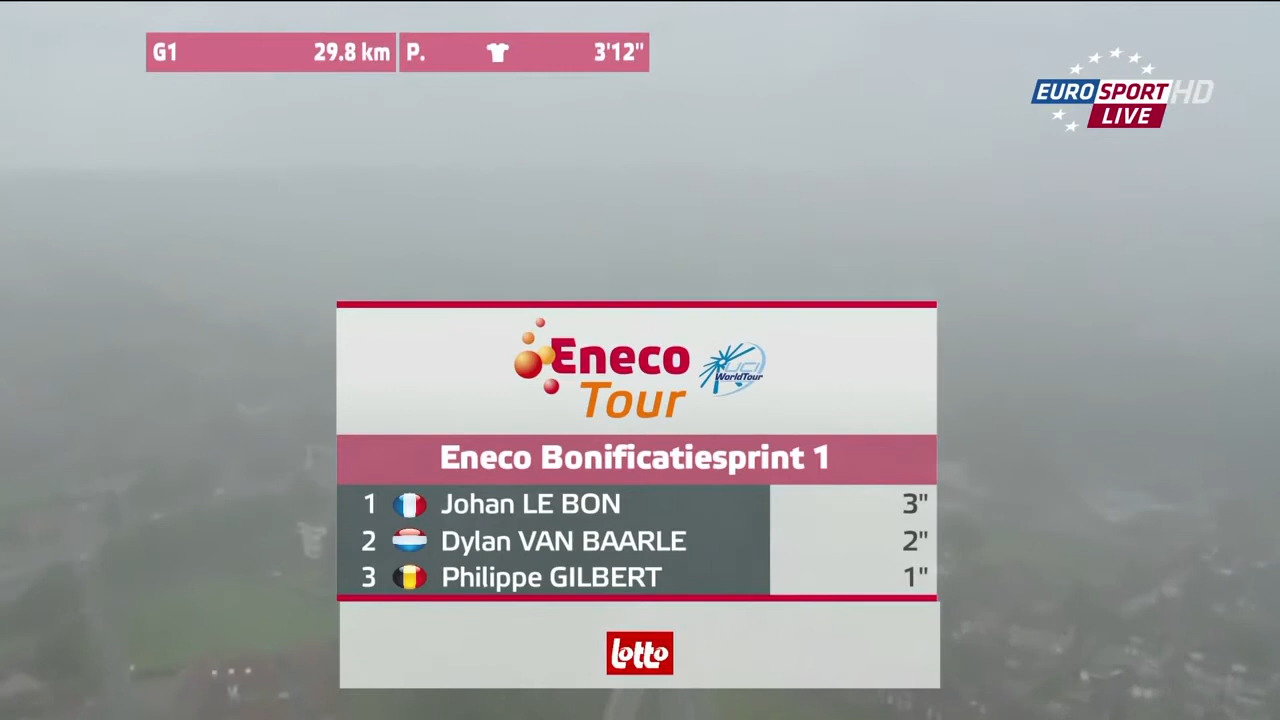 G1 29.8 km P. 3'12"
EUROSPORT HD
LIVE
Eneco
Tour
UCI
WorldTour
Eneco Bonificatiesprint 1
1 Johan LE BON 3"
2 Dylan VAN BAARLE 2"
3 Philippe GILBERT 1"
lotto